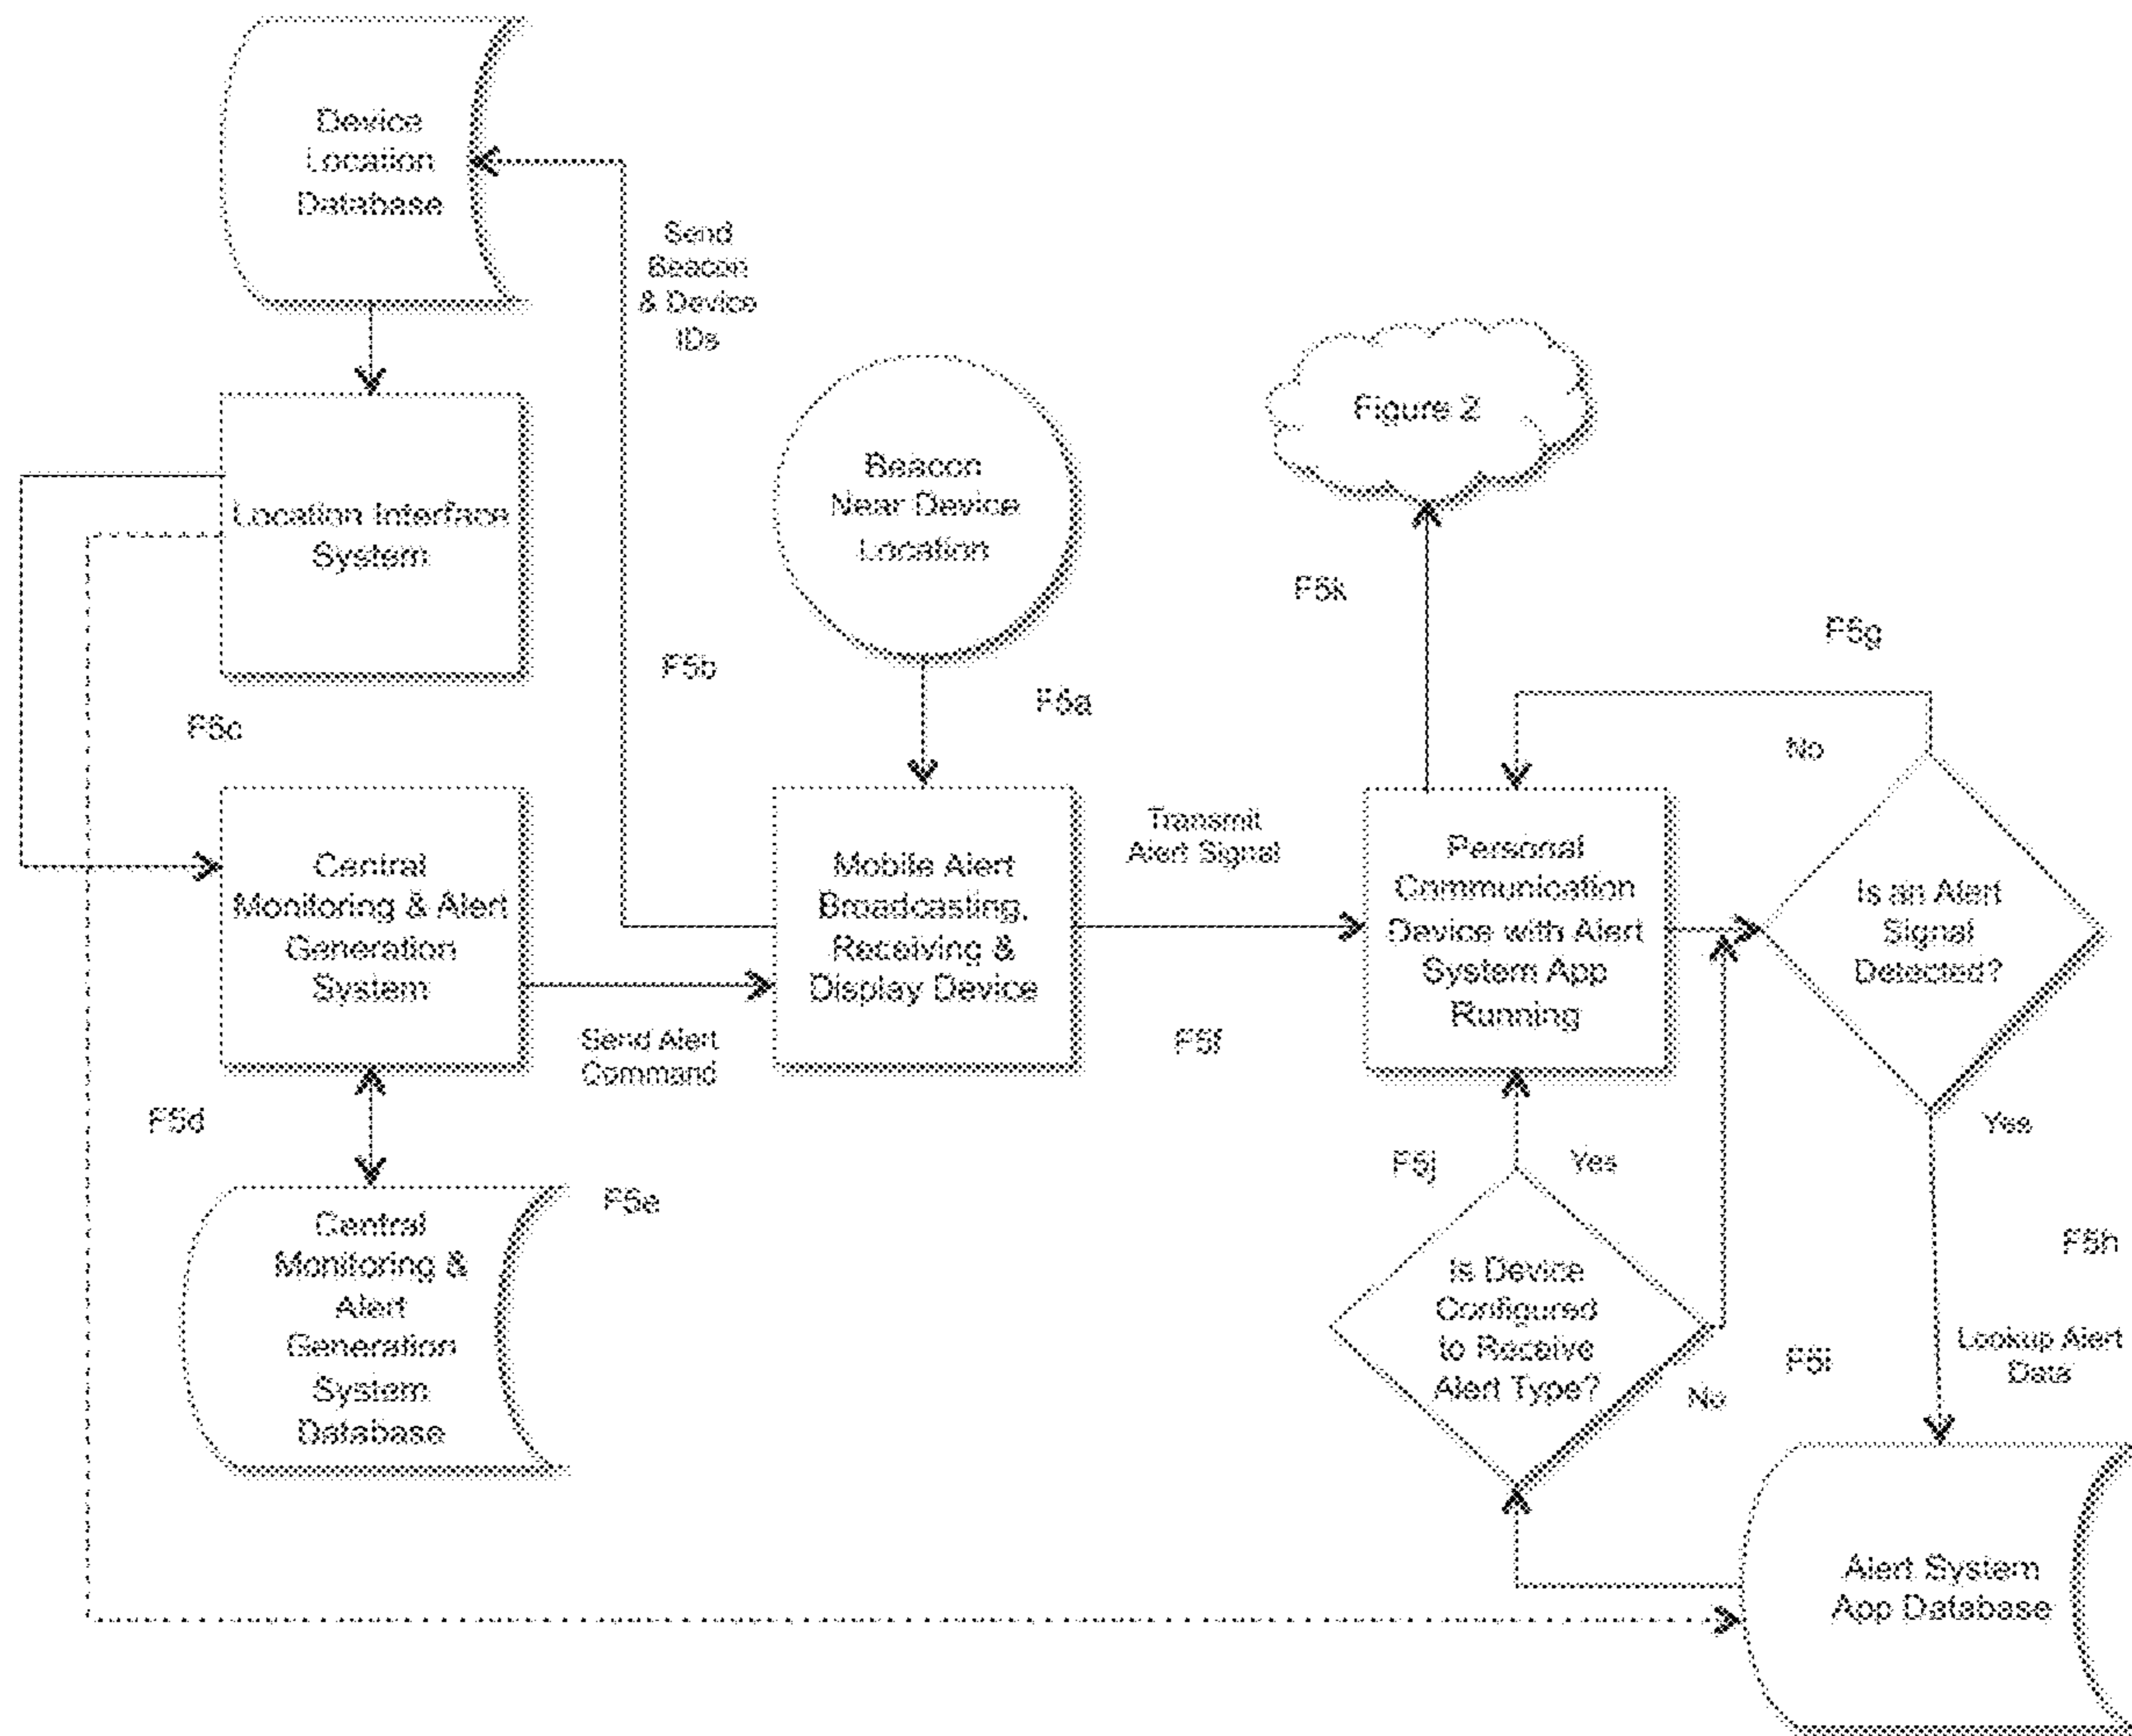 Device
Location
Database
Send
Beacon
& Device
IDs
Figure 2
Beacon
Near Device
Location
Location Interface
System
F5k
F5g
F5b
F5a
F5c
No
Transmit
Alert Signal
Central
Monitoring & Alert
Generation
System
Mobile Alert
Broadcasting,
Receiving &
Display Device
Personal
Communication
Device with Alert
System App
Running
Is an Alert
Signal
Detected?
Send Alert
Command
F5f
F5d
Yes
F5j
Yes
F5e
Central
Monitoring &
Alert
Generation
System
Database
Is Device
Configured
to Receive
Alert Type?
F5h
Lookup Alert
Data
F5i
No
Alert System
App Database